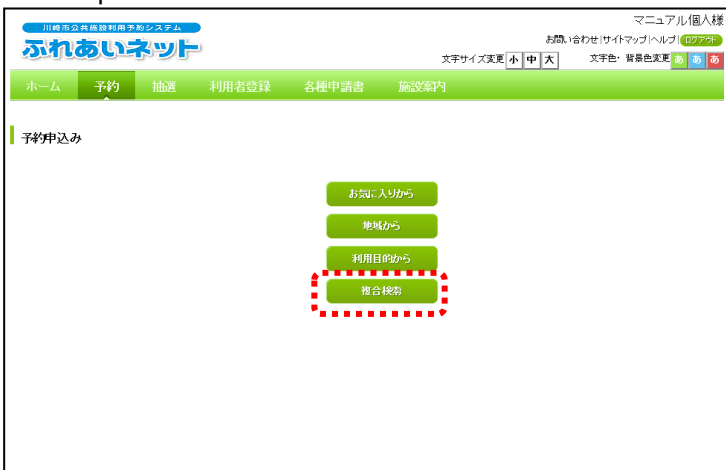 川崎市公共施設利用予約システム
ふれあいネット
マニュアル個人様
お問い合わせ|サイトマップ|ヘルプ|ログアウト
文字サイズ変更 小 中 大 文字色・背景色変更 あ あ あ
ホーム 予約 抽選 利用者登録 各種申請書 施設案内
予約申込み
お気に入りから
地域から
利用目的から
複合検索